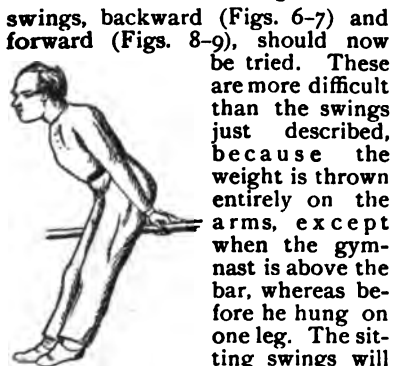 swings, backward (Figs. 6–7) and
forward (Figs. 8–9), should now
be tried. These
are more difficult
than the swings
just described,
because the
weight is thrown
entirely on the
arms, except
when the gym-
nast is above the
bar, whereas be-
fore he hung on
one leg. The sit-
ting swings will